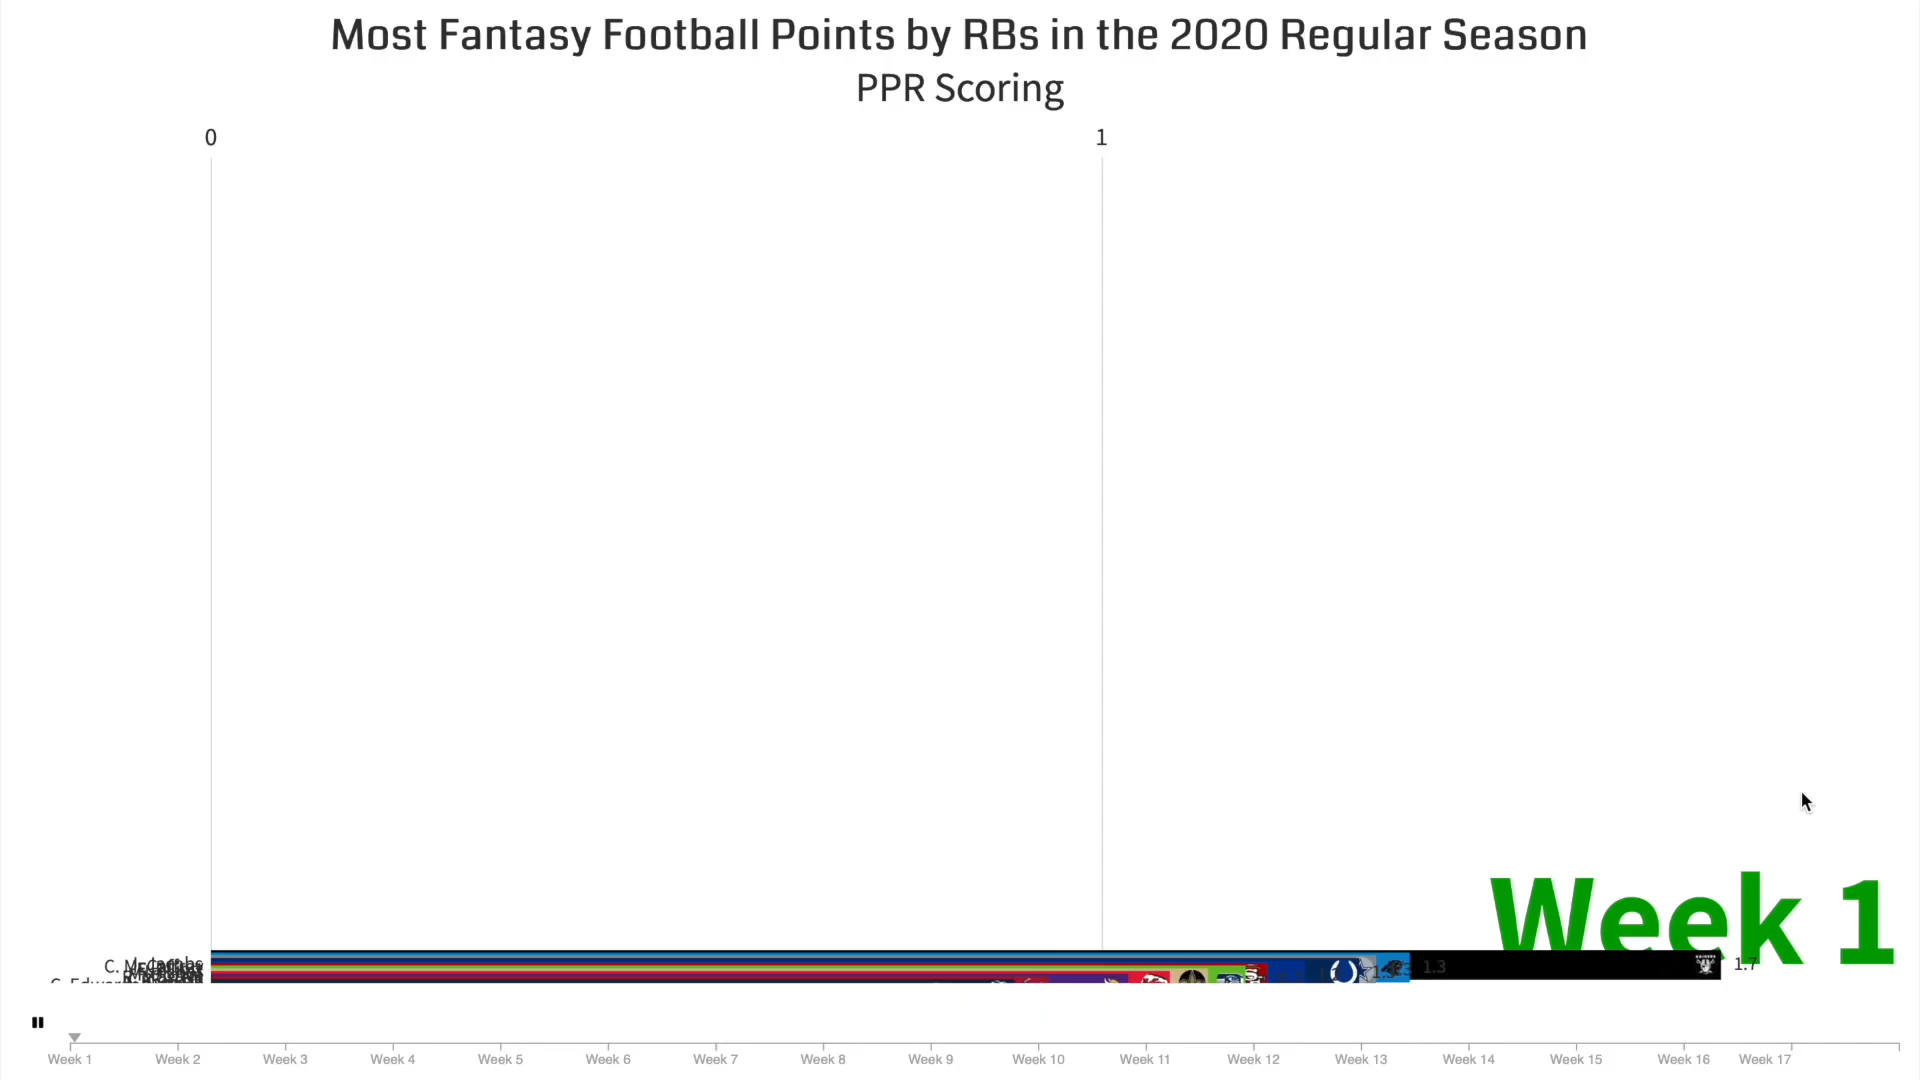 Most Fantasy Football Points by RBs in the 2020 Regular Season
PPR Scoring
0 1
Week 1
1.3 1.7
Week 1 Week 2 Week 3 Week 4 Week 5 Week 6 Week 7 Week 8 Week 9 Week 10 Week 11 Week 12 Week 13 Week 14 Week 15 Week 16 Week 17